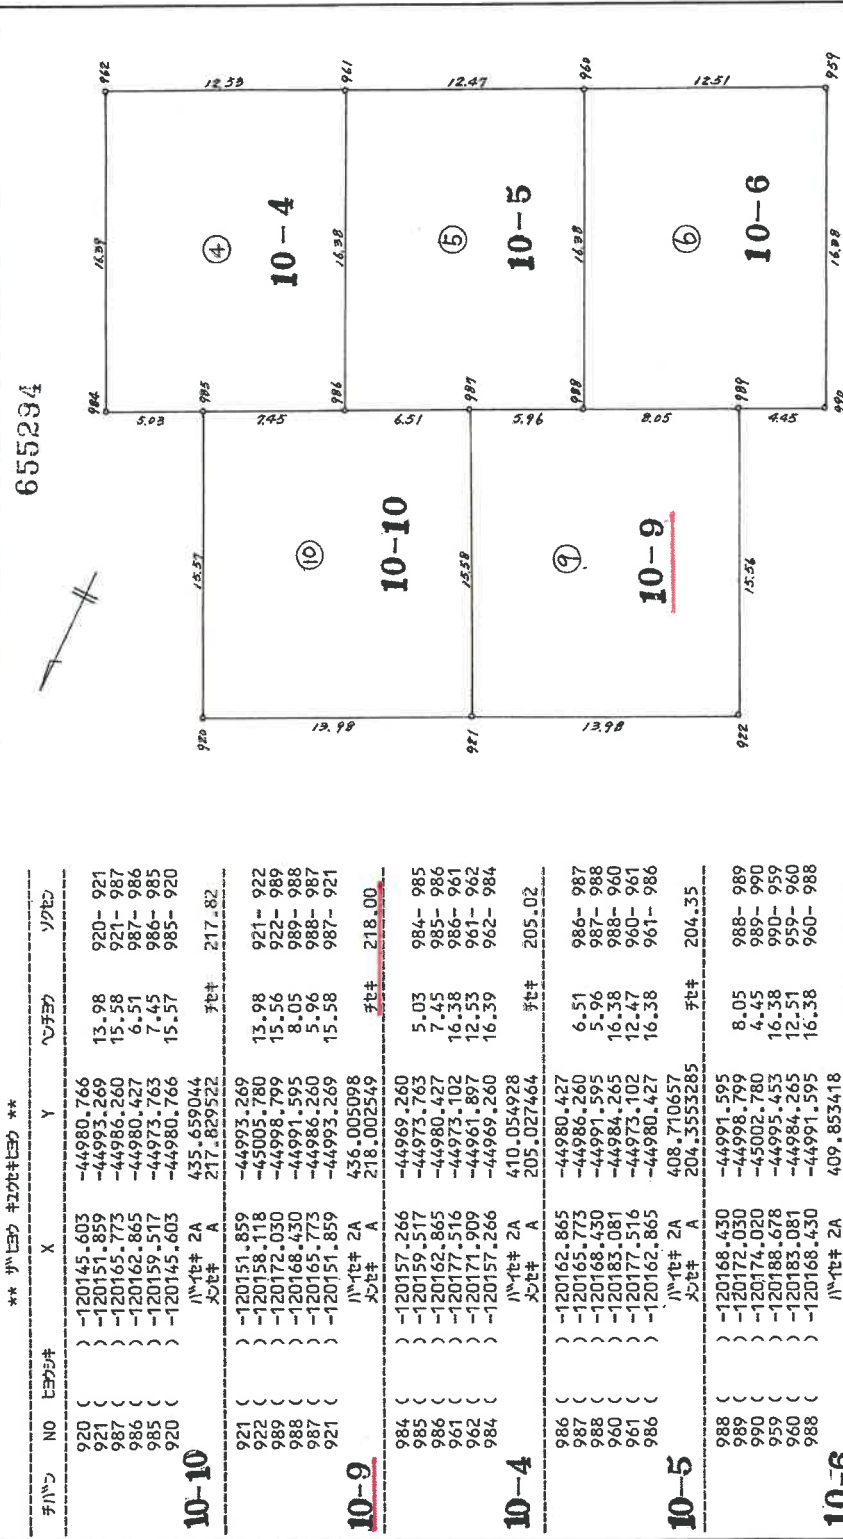 ** ザヒヨウ キユウセキヒヨウ **
チバン NO ヒヨウシキ X Y ヘンチヨウ ソクセン
920 ( ) -120145.603 -44980.766 13.98 920- 921
921 ( ) -120151.859 -44993.269 15.58 921- 987
987 ( ) -120165.773 -44986.260 6.51 987- 986
986 ( ) -120162.865 -44980.427 7.45 986- 985
985 ( ) -120159.517 -44973.763 15.57 985- 920
920 ( ) -120145.603 -44980.766
バイセキ 2A 435.659044
10-10 メンセキ A 217.829522 チセキ 217.82
921 ( ) -120151.859 -44993.269 13.98 921- 922
922 ( ) -120158.118 -45005.780 15.56 922- 989
989 ( ) -120172.030 -44998.799 8.05 989- 988
988 ( ) -120168.430 -44991.595 5.96 988- 987
987 ( ) -120165.773 -44986.260 15.58 987- 921
921 ( ) -120151.859 -44993.269
バイセキ 2A 436.005098
10-9 メンセキ A 218.002549 チセキ 218.00
984 ( ) -120157.266 -44969.260 5.03 984- 985
985 ( ) -120159.517 -44973.763 7.45 985- 986
986 ( ) -120162.865 -44980.427 16.38 986- 961
961 ( ) -120177.516 -44973.102 12.53 961- 962
962 ( ) -120171.909 -44961.897 16.39 962- 984
984 ( ) -120157.266 -44969.260
バイセキ 2A 410.054928
10-4 メンセキ A 205.027464 チセキ 205.02
986 ( ) -120162.865 -44980.427 6.51 986- 987
987 ( ) -120165.773 -44986.260 5.96 987- 988
988 ( ) -120168.430 -44991.595 16.38 988- 960
960 ( ) -120183.081 -44984.265 12.47 960- 961
961 ( ) -120177.516 -44973.102 16.38 961- 986
986 ( ) -120162.865 -44980.427
バイセキ 2A 408.710657
10-5 メンセキ A 204.3553285 チセキ 204.35
988 ( ) -120168.430 -44991.595 8.05 988- 989
989 ( ) -120172.030 -44998.799 4.45 989- 990
990 ( ) -120174.020 -45002.780 16.38 990- 959
959 ( ) -120188.678 -44995.453 12.51 959- 960
960 ( ) -120183.081 -44984.265 16.38 960- 988
988 ( ) -120168.430 -44991.595
バイセキ 2A 409.853418
10-6
655294
962
12.53
961
12.47
960
12.51
959
16.39
④
10-4
16.38
⑤
10-5
16.38
⑥
10-6
16.38
984
5.03
985
7.45
986
6.51
987
5.96
988
8.05
989
4.45
990
15.57
⑩
10-10
15.58
⑨
10-9
15.56
920
13.98
921
13.98
922